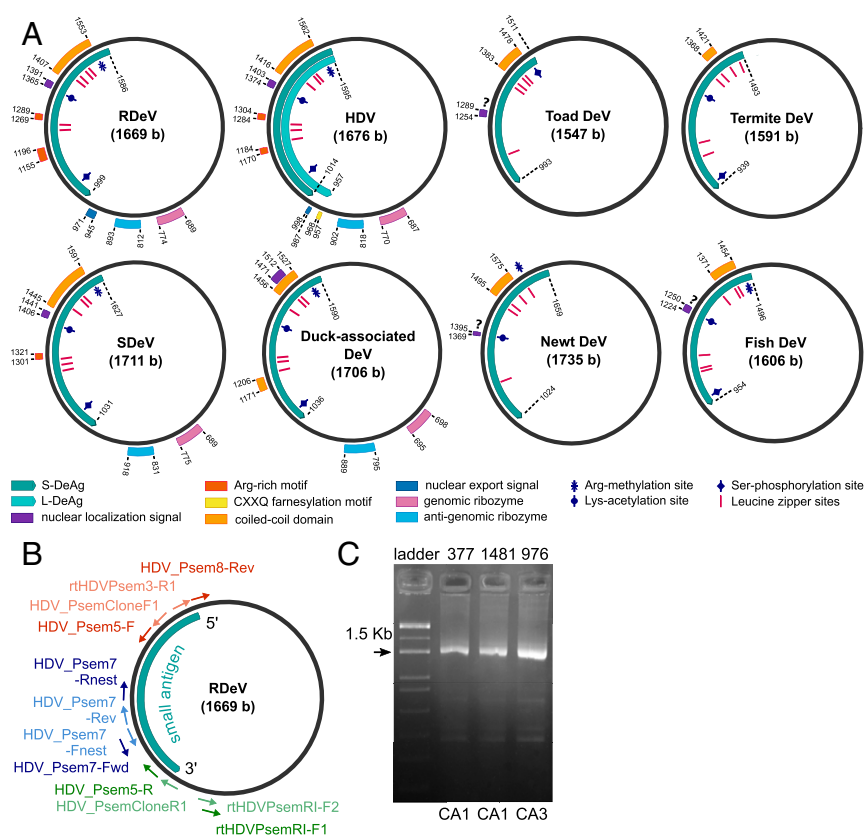 A
1553
1407
1391
1365
1289
1269
1196
1155
971
945
893
812
774
689
999
1586
RDeV
(1669 b)
1562
1416
1403
1374
1304
1284
1184
1170
998
987
968
957
902
818
770
687
1014
957
1595
HDV
(1676 b)
1511
1478
1383
?
1289
1254
993
Toad DeV
(1547 b)
1421
1368
1493
939
Termite DeV
(1591 b)
1591
1445
1441
1406
1321
1301
918
831
775
689
1031
1627
SDeV
(1711 b)
1527
1512
1471
1456
1206
1171
889
795
695
698
1036
1590
Duck-associated
DeV
(1706 b)
1575
1495
?
1395
1369
1659
1024
Newt DeV
(1735 b)
1454
1371
?
1250
1224
1496
954
Fish DeV
(1606 b)
S-DeAg
L-DeAg
nuclear localization signal
Arg-rich motif
CXXQ farnesylation motif
coiled-coil domain
nuclear export signal
genomic ribozyme
anti-genomic ribozyme
Arg-methylation site
Lys-acetylation site
Ser-phosphorylation site
Leucine zipper sites
B
HDV_Psem8-Rev
rtHDVPsem3-R1
HDV_PsemCloneF1
HDV_Psem5-F
HDV_Psem7
-Rnest
HDV_Psem7
-Rev
HDV_Psem7
-Fnest
HDV_Psem7-Fwd
HDV_Psem5-R
HDV_PsemCloneR1
rtHDVPsemRI-F2
rtHDVPsemRI-F1
5'
small antigen
3'
RDeV
(1669 b)
C
ladder 377 1481 976
1.5 Kb
CA1 CA1 CA3